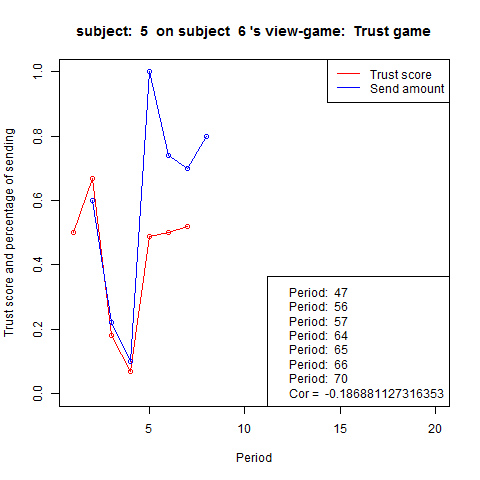 subject:  5  on subject  6 's view-game:  Trust game
Trust score
Send amount
Trust score and percentage of sending
1.0
0.8
0.6
0.4
0.2
0.0
Period:  47
Period:  56
Period:  57
Period:  64
Period:  65
Period:  66
Period:  70
Cor =  -0.186881127316353
5
10
15
20
Period